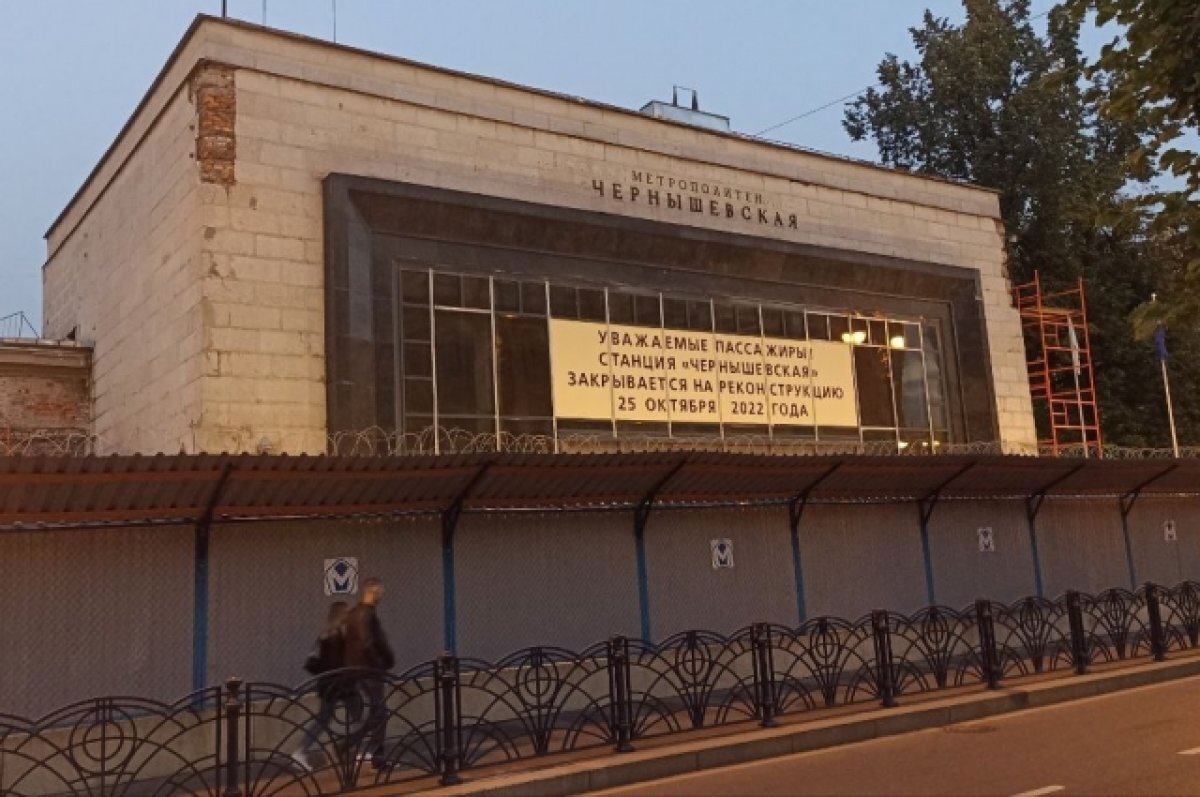 МЕТРОПОЛИТЕН
ЧЕРНЫШЕВСКАЯ
УВАЖАЕМЫЕ ПАССАЖИРЫ!
СТАНЦИЯ «ЧЕРНЫШЕВСКАЯ»
ЗАКРЫВАЕТСЯ НА РЕКОНСТРУКЦИЮ
25 ОКТЯБРЯ 2022 ГОДА